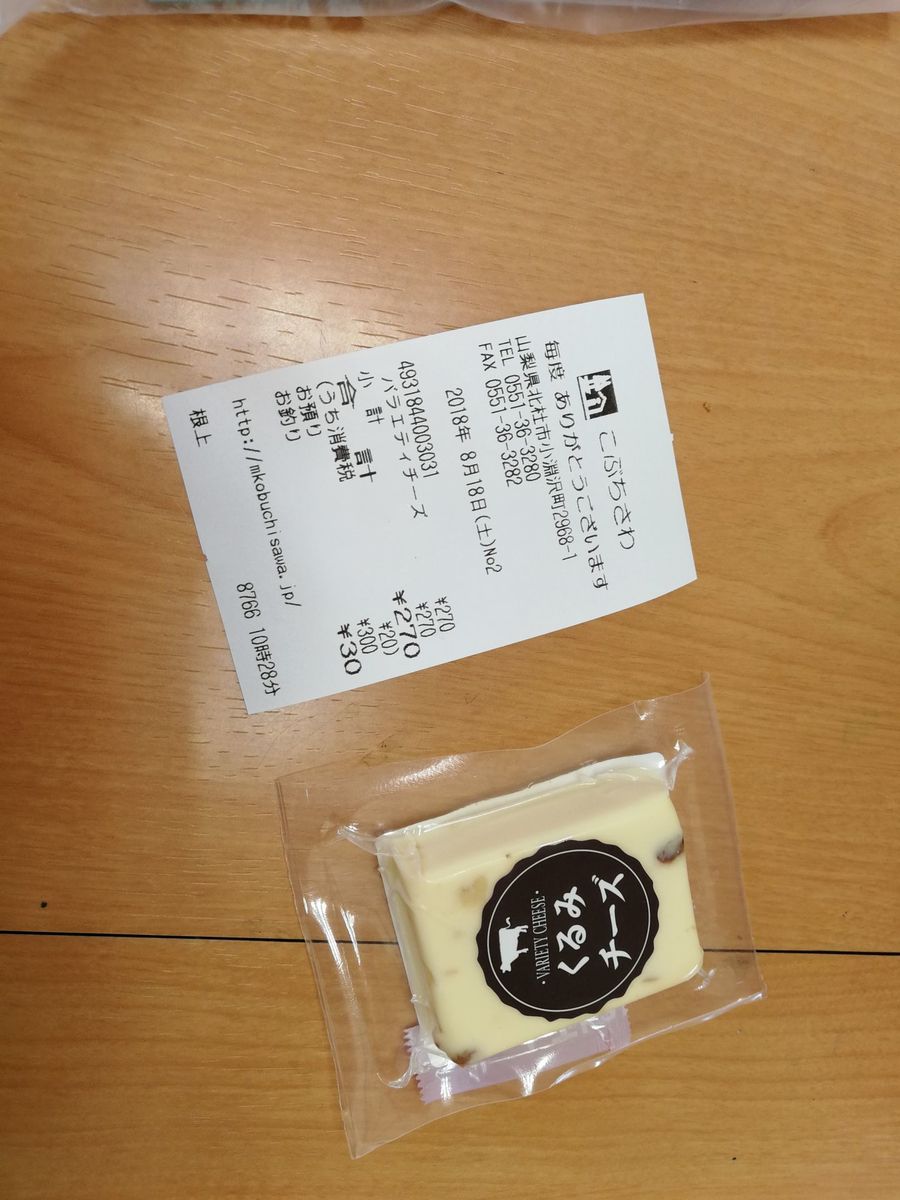 こぶちさわ
毎度 ありがとうございます
山梨県北杜市小淵沢町2968-1
TEL 0551-36-3280
FAX 0551-36-3282
2018年 8月18日(土)No2
4931844003031
バラエティチーズ ¥270
小 計 ¥270
合 計 ¥270
(うち消費税 ¥20)
お預り ¥300
お釣り ¥30
http://mkobuchisawa.jp/
根上 8766 10時28分
くるみ
チーズ
・VARIETY CHEESE・